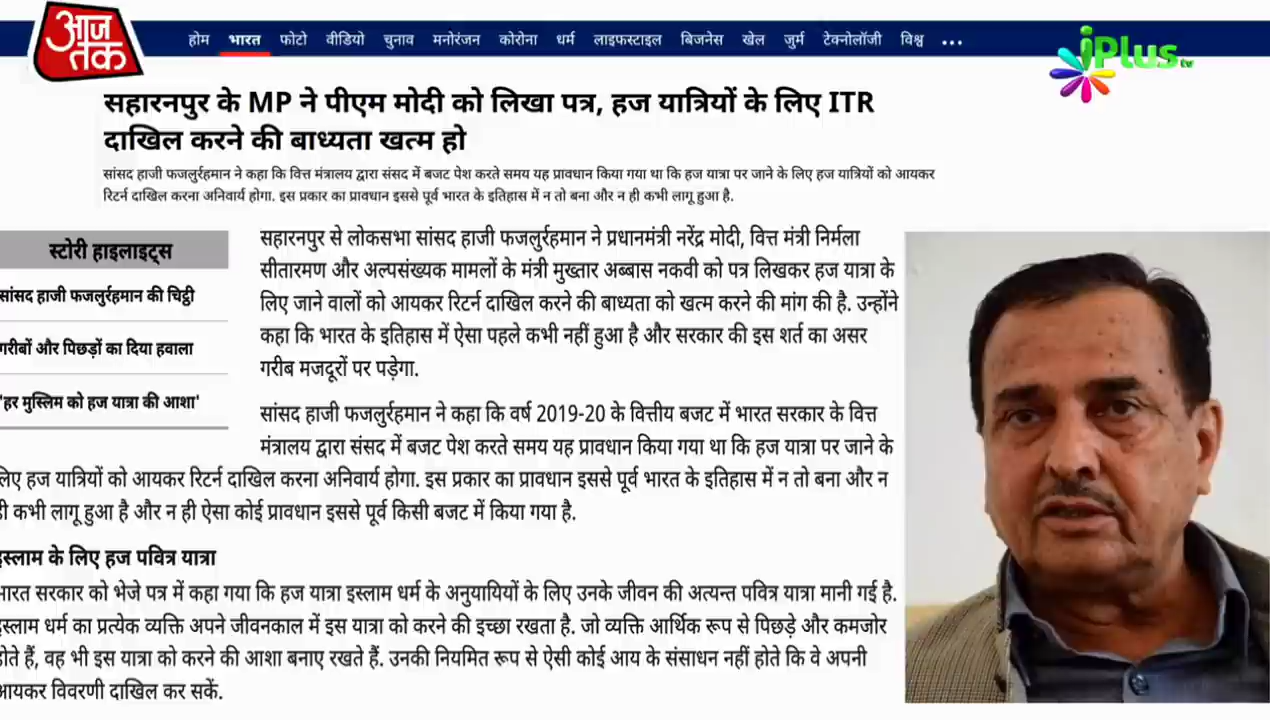 आज तक
होम भारत फोटो वीडियो चुनाव मनोरंजन कोरोना धर्म लाइफस्टाइल बिजनेस खेल जुर्म टेक्नोलॉजी विश्व •••
iPlus tv
सहारनपुर के MP ने पीएम मोदी को लिखा पत्र, हज यात्रियों के लिए ITR
दाखिल करने की बाध्यता खत्म हो
सांसद हाजी फजलुर्रहमान ने कहा कि वित्त मंत्रालय द्वारा संसद में बजट पेश करते समय यह प्रावधान किया गया था कि हज यात्रा पर जाने के लिए हज यात्रियों को आयकर
रिटर्न दाखिल करना अनिवार्य होगा. इस प्रकार का प्रावधान इससे पूर्व भारत के इतिहास में न तो बना और न ही कभी लागू हुआ है.
स्टोरी हाइलाइट्स
सांसद हाजी फजलुर्रहमान की चिट्ठी
गरीबों और पिछड़ों का दिया हवाला
'हर मुस्लिम को हज यात्रा की आशा'
सहारनपुर से लोकसभा सांसद हाजी फजलुर्रहमान ने प्रधानमंत्री नरेंद्र मोदी, वित्त मंत्री निर्मला
सीतारमण और अल्पसंख्यक मामलों के मंत्री मुख्तार अब्बास नकवी को पत्र लिखकर हज यात्रा के
लिए जाने वालों को आयकर रिटर्न दाखिल करने की बाध्यता को खत्म करने की मांग की है. उन्होंने
कहा कि भारत के इतिहास में ऐसा पहले कभी नहीं हुआ है और सरकार की इस शर्त का असर
गरीब मजदूरों पर पड़ेगा.
सांसद हाजी फजलुर्रहमान ने कहा कि वर्ष 2019-20 के वित्तीय बजट में भारत सरकार के वित्त
मंत्रालय द्वारा संसद में बजट पेश करते समय यह प्रावधान किया गया था कि हज यात्रा पर जाने के
लिए हज यात्रियों को आयकर रिटर्न दाखिल करना अनिवार्य होगा. इस प्रकार का प्रावधान इससे पूर्व भारत के इतिहास में न तो बना और न
ही कभी लागू हुआ है और न ही ऐसा कोई प्रावधान इससे पूर्व किसी बजट में किया गया है.
इस्लाम के लिए हज पवित्र यात्रा
भारत सरकार को भेजे पत्र में कहा गया कि हज यात्रा इस्लाम धर्म के अनुयायियों के लिए उनके जीवन की अत्यन्त पवित्र यात्रा मानी गई है.
इस्लाम धर्म का प्रत्येक व्यक्ति अपने जीवनकाल में इस यात्रा को करने की इच्छा रखता है. जो व्यक्ति आर्थिक रूप से पिछड़े और कमजोर
होते हैं, वह भी इस यात्रा को करने की आशा बनाए रखते हैं. उनकी नियमित रूप से ऐसी कोई आय के संसाधन नहीं होते कि वे अपनी
आयकर विवरणी दाखिल कर सकें.